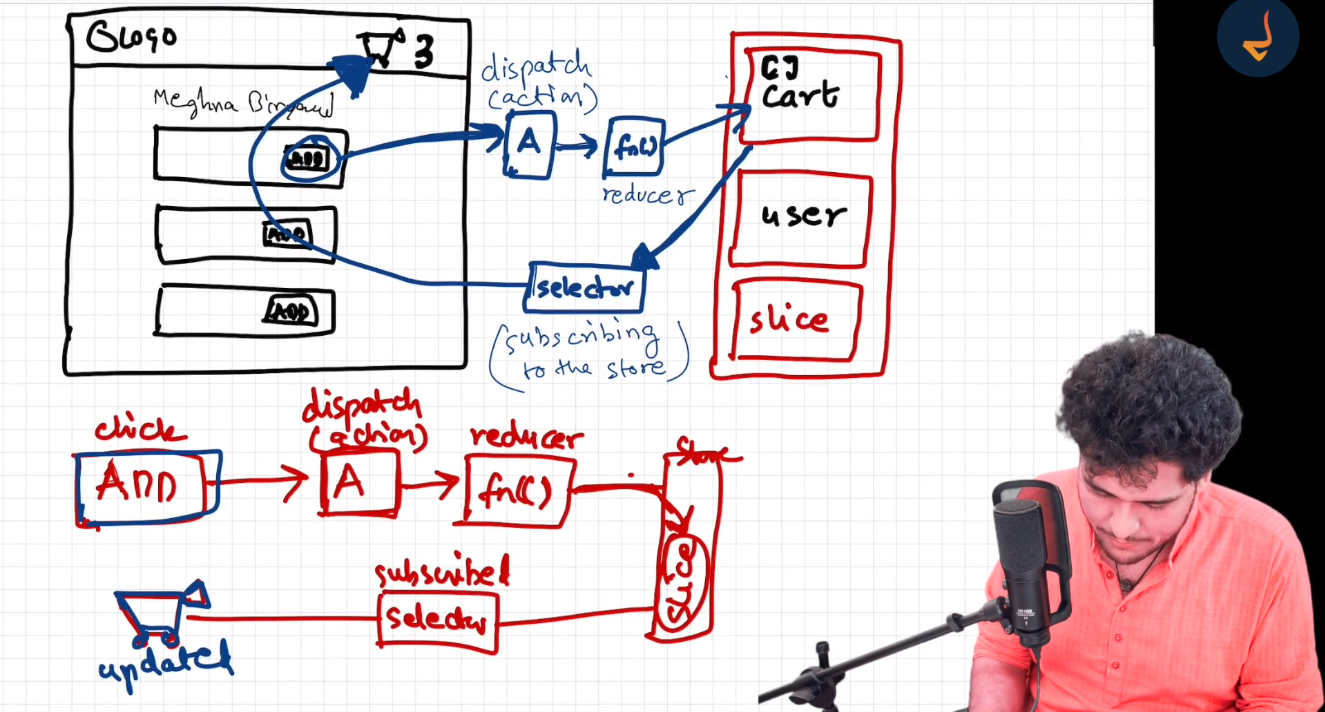 Logo
3
Meghna Biryani
ADD
ADD
ADD
dispatch
(action)
A
fn()
reducer
[]
Cart
user
slice
selector
(subscribing
to the store)
click
ADD
dispatch
(action)
A
reducer
fn()
Store
slice
subscribed
selector
updated